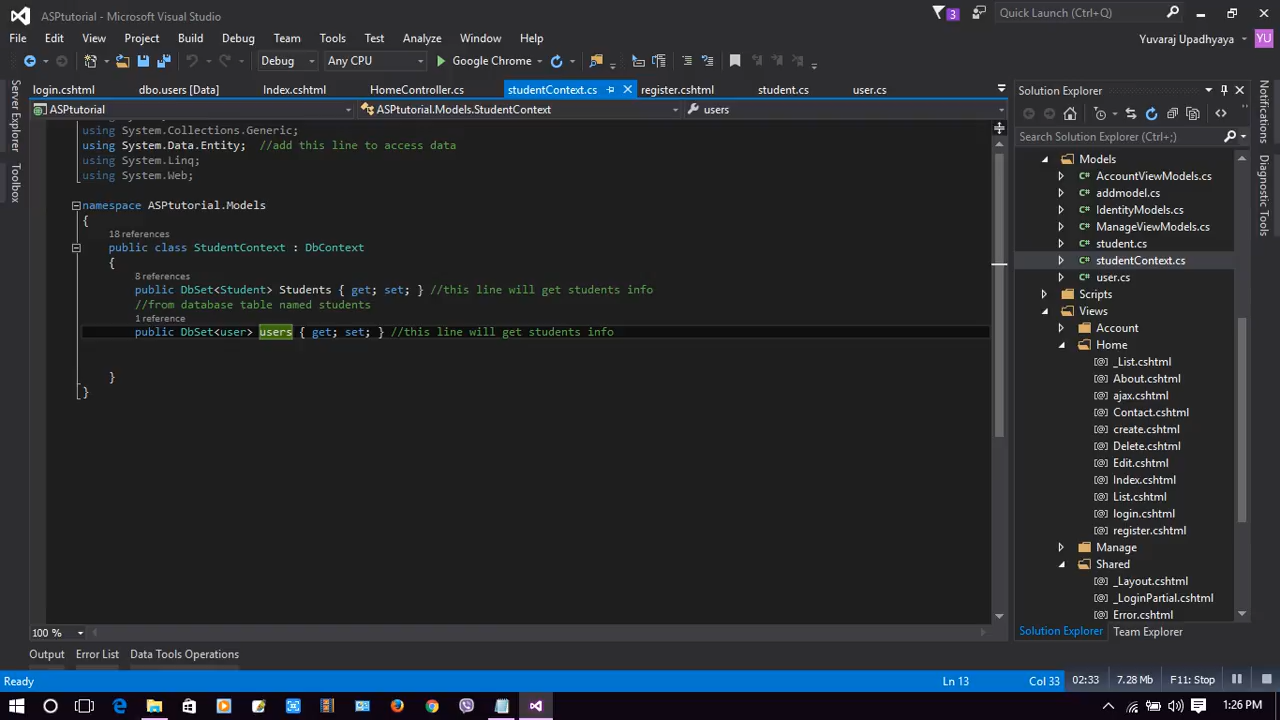 ASPtutorial - Microsoft Visual Studio
3
Quick Launch (Ctrl+Q)
File Edit View Project Build Debug Team Tools Test Analyze Window Help
Yuvaraj Upadhyaya YU
Debug Any CPU Google Chrome
login.cshtml dbo.users [Data] Index.cshtml HomeController.cs studentContext.cs register.cshtml student.cs user.cs
ASPtutorial ASPtutorial.Models.StudentContext users
Server Explorer
Toolbox
using System.Collections.Generic;
using System.Data.Entity; //add this line to access data
using System.Linq;
using System.Web;
namespace ASPtutorial.Models
{
18 references
public class StudentContext : DbContext
{
8 references
public DbSet<Student> Students { get; set; } //this line will get students info
//from database table named students
1 reference
public DbSet<user> users { get; set; } //this line will get students info
}
}
100 %
Solution Explorer
Search Solution Explorer (Ctrl+;)
Models
AccountViewModels.cs
addmodel.cs
IdentityModels.cs
ManageViewModels.cs
student.cs
studentContext.cs
user.cs
Scripts
Views
Account
Home
_List.cshtml
About.cshtml
ajax.cshtml
Contact.cshtml
create.cshtml
Delete.cshtml
Edit.cshtml
Index.cshtml
List.cshtml
login.cshtml
register.cshtml
Manage
Shared
_Layout.cshtml
_LoginPartial.cshtml
Error.cshtml
Solution Explorer Team Explorer
Notifications
Diagnostic Tools
Output Error List Data Tools Operations
Ready Ln 13 Col 33 02:33 7.28 Mb F11: Stop
1:26 PM